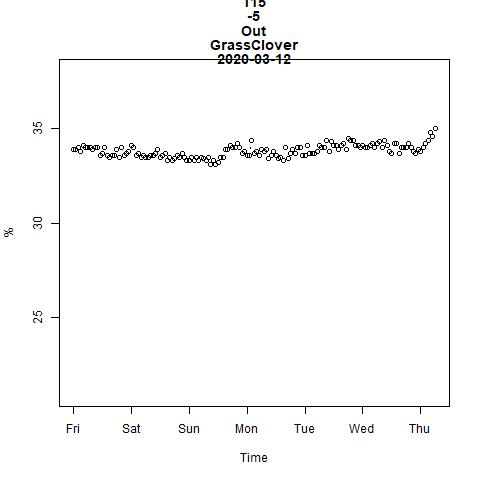 T15
-5
Out
GrassClover
2020-03-12
35
30
25
%
Fri Sat Sun Mon Tue Wed Thu
Time